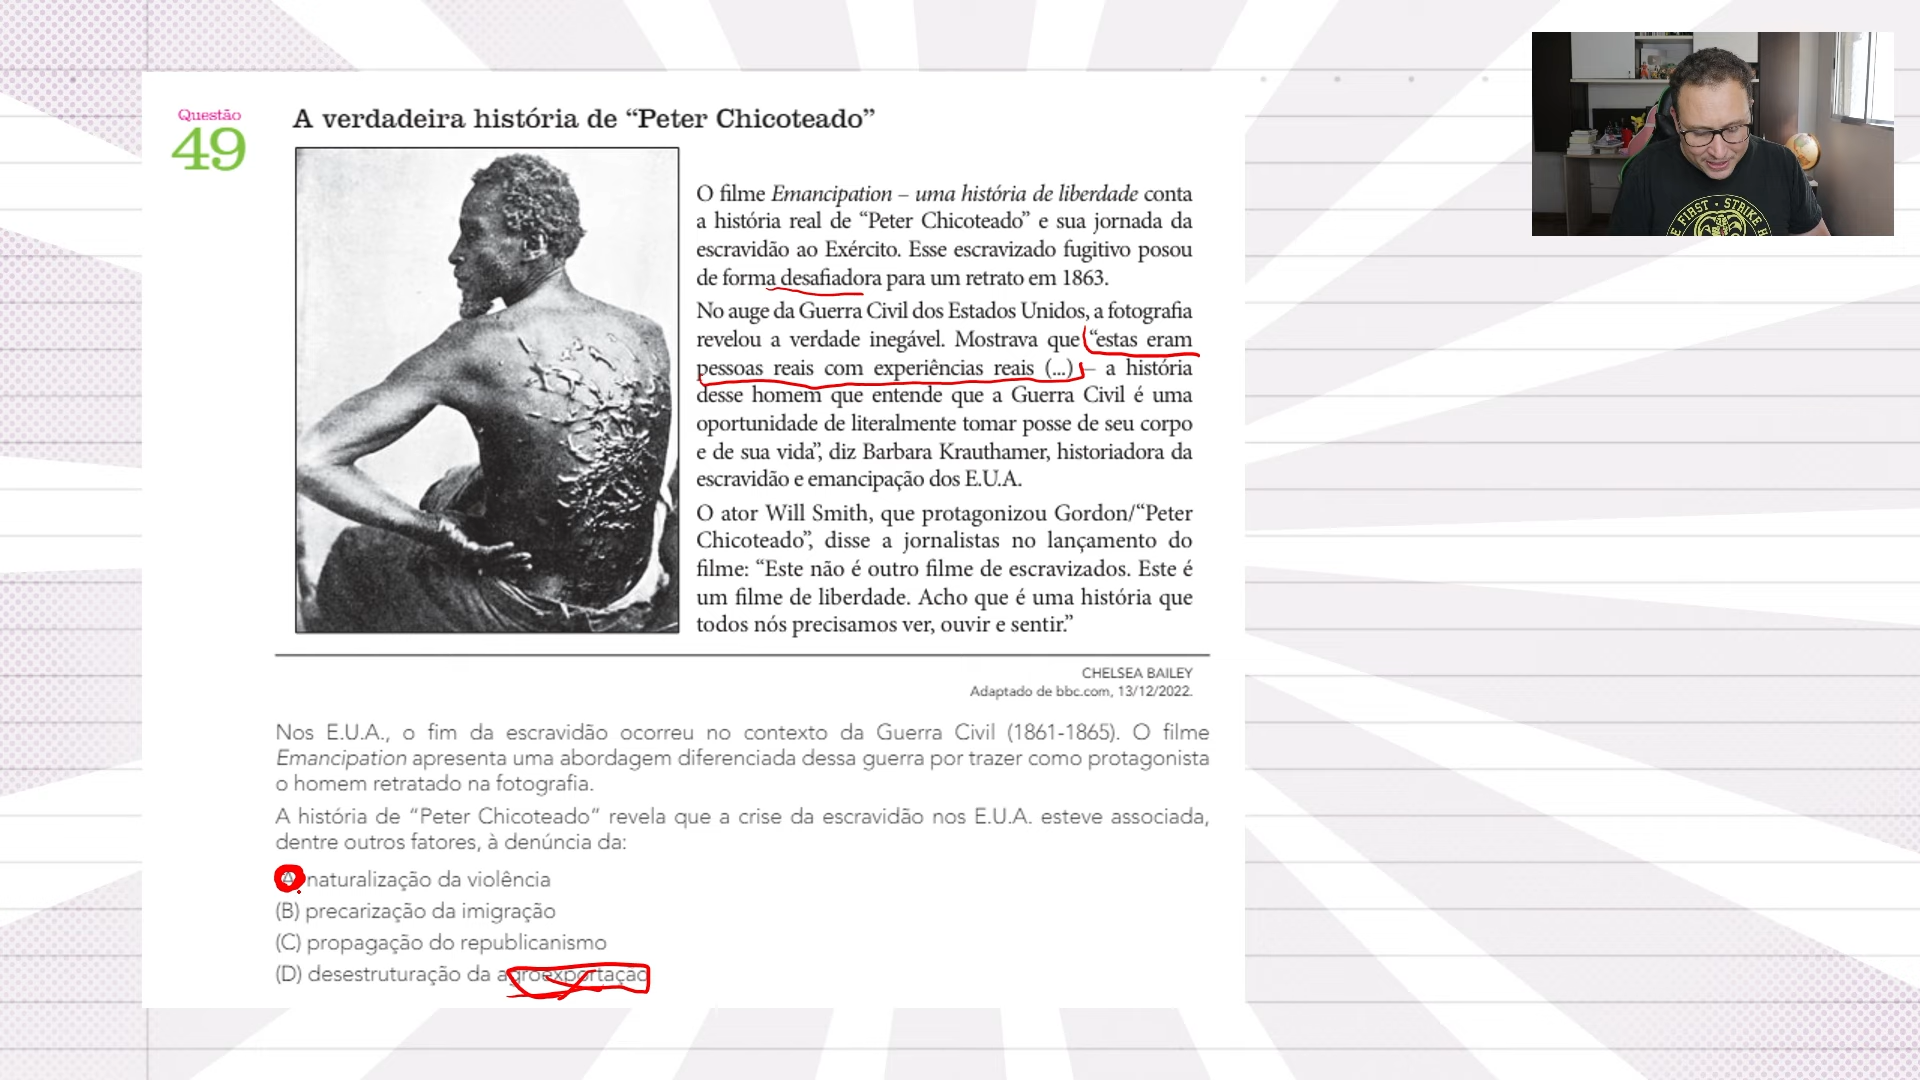 Questão
49
A verdadeira história de “Peter Chicoteado”
O filme Emancipation – uma história de liberdade conta
a história real de “Peter Chicoteado” e sua jornada da
escravidão ao Exército. Esse escravizado fugitivo posou
de forma desafiadora para um retrato em 1863.
No auge da Guerra Civil dos Estados Unidos, a fotografia
revelou a verdade inegável. Mostrava que “estas eram
pessoas reais com experiências reais (...) – a história
desse homem que entende que a Guerra Civil é uma
oportunidade de literalmente tomar posse de seu corpo
e de sua vida”, diz Barbara Krauthamer, historiadora da
escravidão e emancipação dos E.U.A.
O ator Will Smith, que protagonizou Gordon/“Peter
Chicoteado”, disse a jornalistas no lançamento do
filme: “Este não é outro filme de escravizados. Este é
um filme de liberdade. Acho que é uma história que
todos nós precisamos ver, ouvir e sentir.”
CHELSEA BAILEY
Adaptado de bbc.com, 13/12/2022.
Nos E.U.A., o fim da escravidão ocorreu no contexto da Guerra Civil (1861-1865). O filme
Emancipation apresenta uma abordagem diferenciada dessa guerra por trazer como protagonista
o homem retratado na fotografia.
A história de “Peter Chicoteado” revela que a crise da escravidão nos E.U.A. esteve associada,
dentre outros fatores, à denúncia da:
A naturalização da violência
(B) precarização da imigração
(C) propagação do republicanismo
(D) desestruturação da agroexportação
FIRST • STRIKE